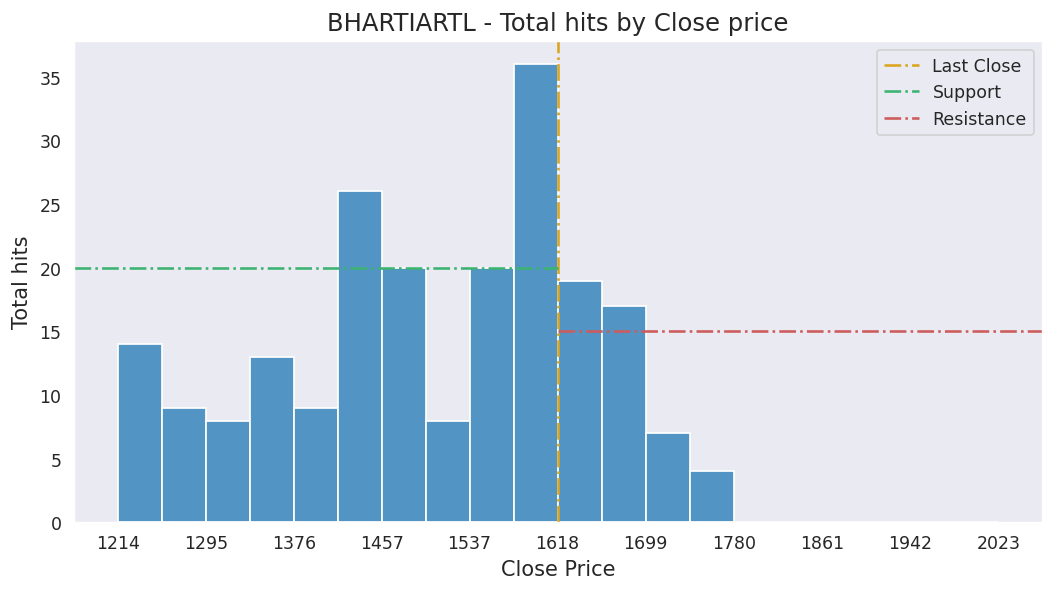 BHARTIARTL - Total hits by Close price
Last Close
Support
Resistance
Total hits
35
30
25
20
15
10
5
0
1214 1295 1376 1457 1537 1618 1699 1780 1861 1942 2023
Close Price